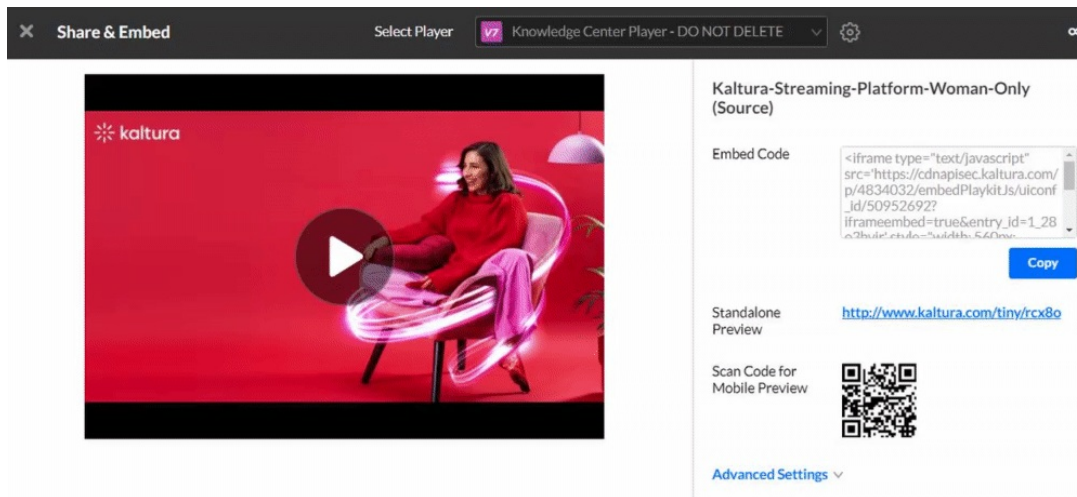 Share & Embed
Select Player
V7 Knowledge Center Player - DO NOT DELETE
kaltura
Kaltura-Streaming-Platform-Woman-Only
(Source)
Embed Code
<iframe type="text/javascript"
src='https://cdnapisec.kaltura.com/
p/4834032/embedPlaykitJs/uiconf
_id/50952692?
iframeembed=true&entry_id=1_28
Copy
Standalone
Preview
http://www.kaltura.com/tiny/rcx8o
Scan Code for
Mobile Preview
Advanced Settings